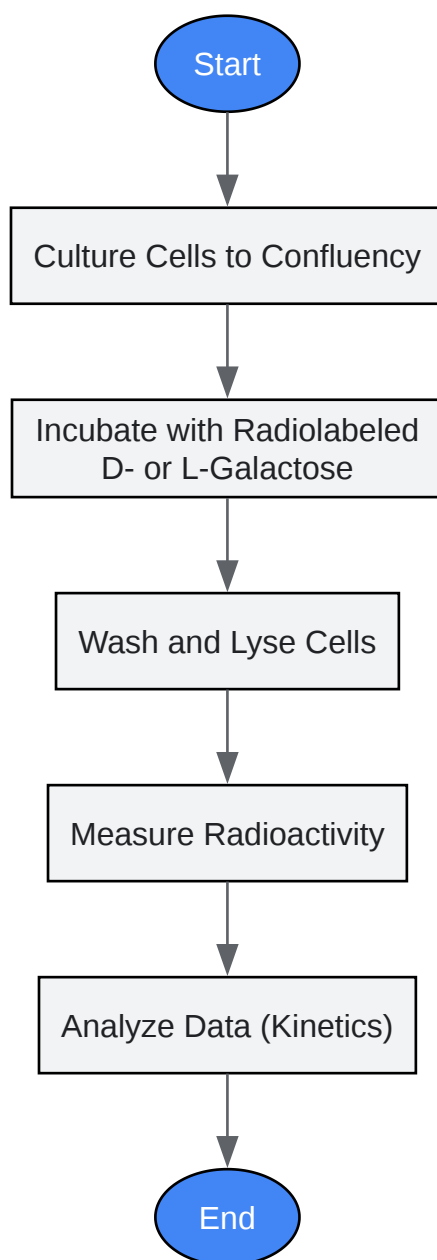 Start
Culture Cells to Confluency
Incubate with Radiolabeled
D- or L-Galactose
Wash and Lyse Cells
Measure Radioactivity
Analyze Data (Kinetics)
End